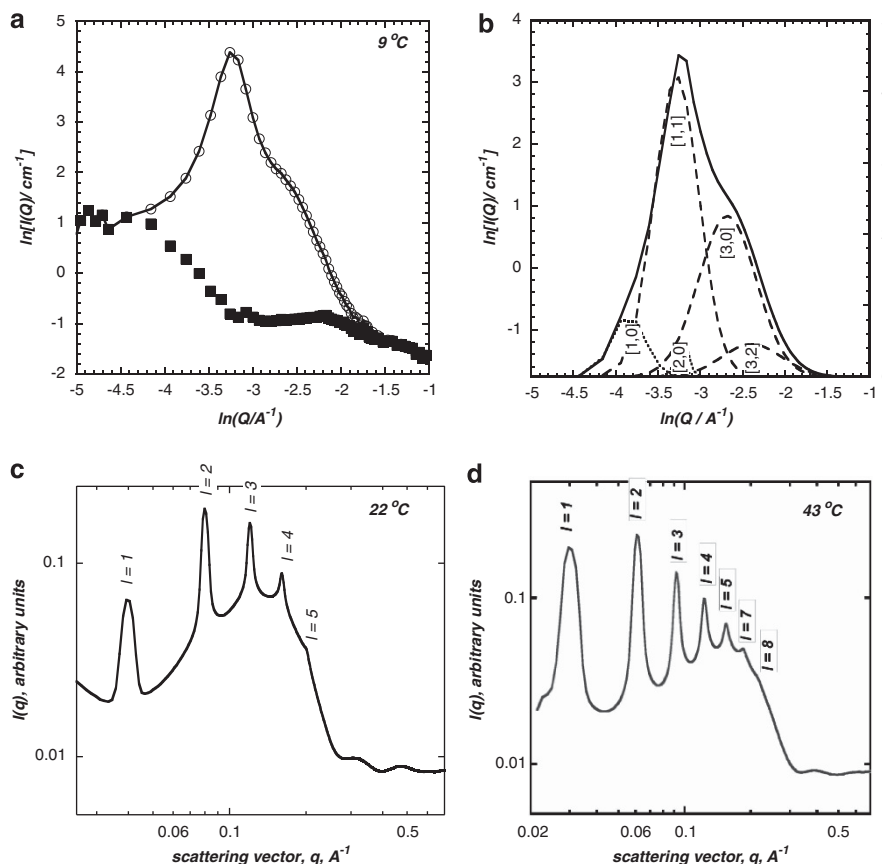 a
9 °C
ln[I(Q)/ cm⁻¹]
5
4
3
2
1
0
-1
-2
-5
-4.5
-4
-3.5
-3
-2.5
-2
-1.5
-1
ln(Q/A⁻¹)
b
ln[I(Q)/ cm⁻¹]
4
3
2
0
-1
[1,1]
[3,0]
[1,0]
[2,0]
[3,2]
-5
-4.5
-4
-3.5
-3
-2.5
-2
-1.5
-1
ln(Q / A⁻¹)
c
22 °C
l = 1
l = 2
l = 3
l = 4
l = 5
I(q), arbitrary units
0.1
0.01
0.06
0.1
0.5
scattering vector, q, A⁻¹
d
43 °C
l = 1
l = 2
l = 3
l = 4
l = 5
l = 7
l = 8
I(q), arbitrary units
0.1
0.01
0.02
0.06
0.1
0.5
scattering vector, q, A⁻¹